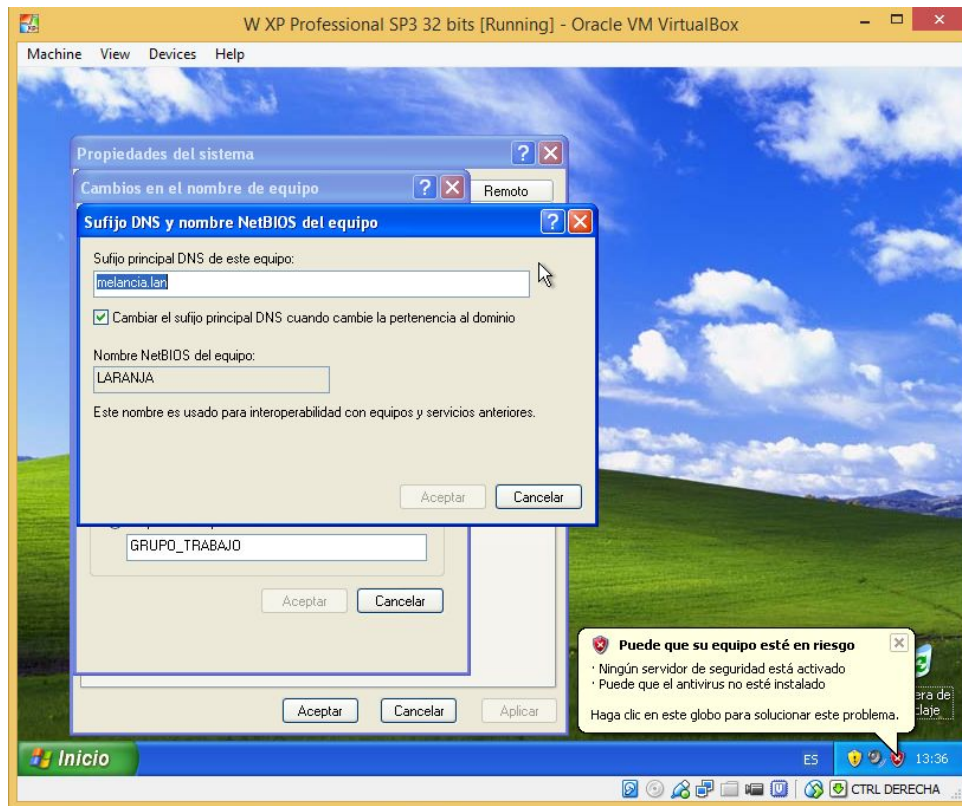 W XP Professional SP3 32 bits [Running] - Oracle VM VirtualBox
Machine View Devices Help
Propiedades del sistema
Cambios en el nombre de equipo
Remoto
Sufijo DNS y nombre NetBIOS del equipo
Sufijo principal DNS de este equipo:
melancia.lan
Cambiar el sufijo principal DNS cuando cambie la pertenencia al dominio
Nombre NetBIOS del equipo:
LARANJA
Este nombre es usado para interoperabilidad con equipos y servicios anteriores.
Aceptar Cancelar
GRUPO_TRABAJO
Aceptar Cancelar
Puede que su equipo esté en riesgo
· Ningún servidor de seguridad está activado
· Puede que el antivirus no esté instalado
Haga clic en este globo para solucionar este problema.
Aceptar Cancelar Aplicar
Inicio
ES 13:36
CTRL DERECHA